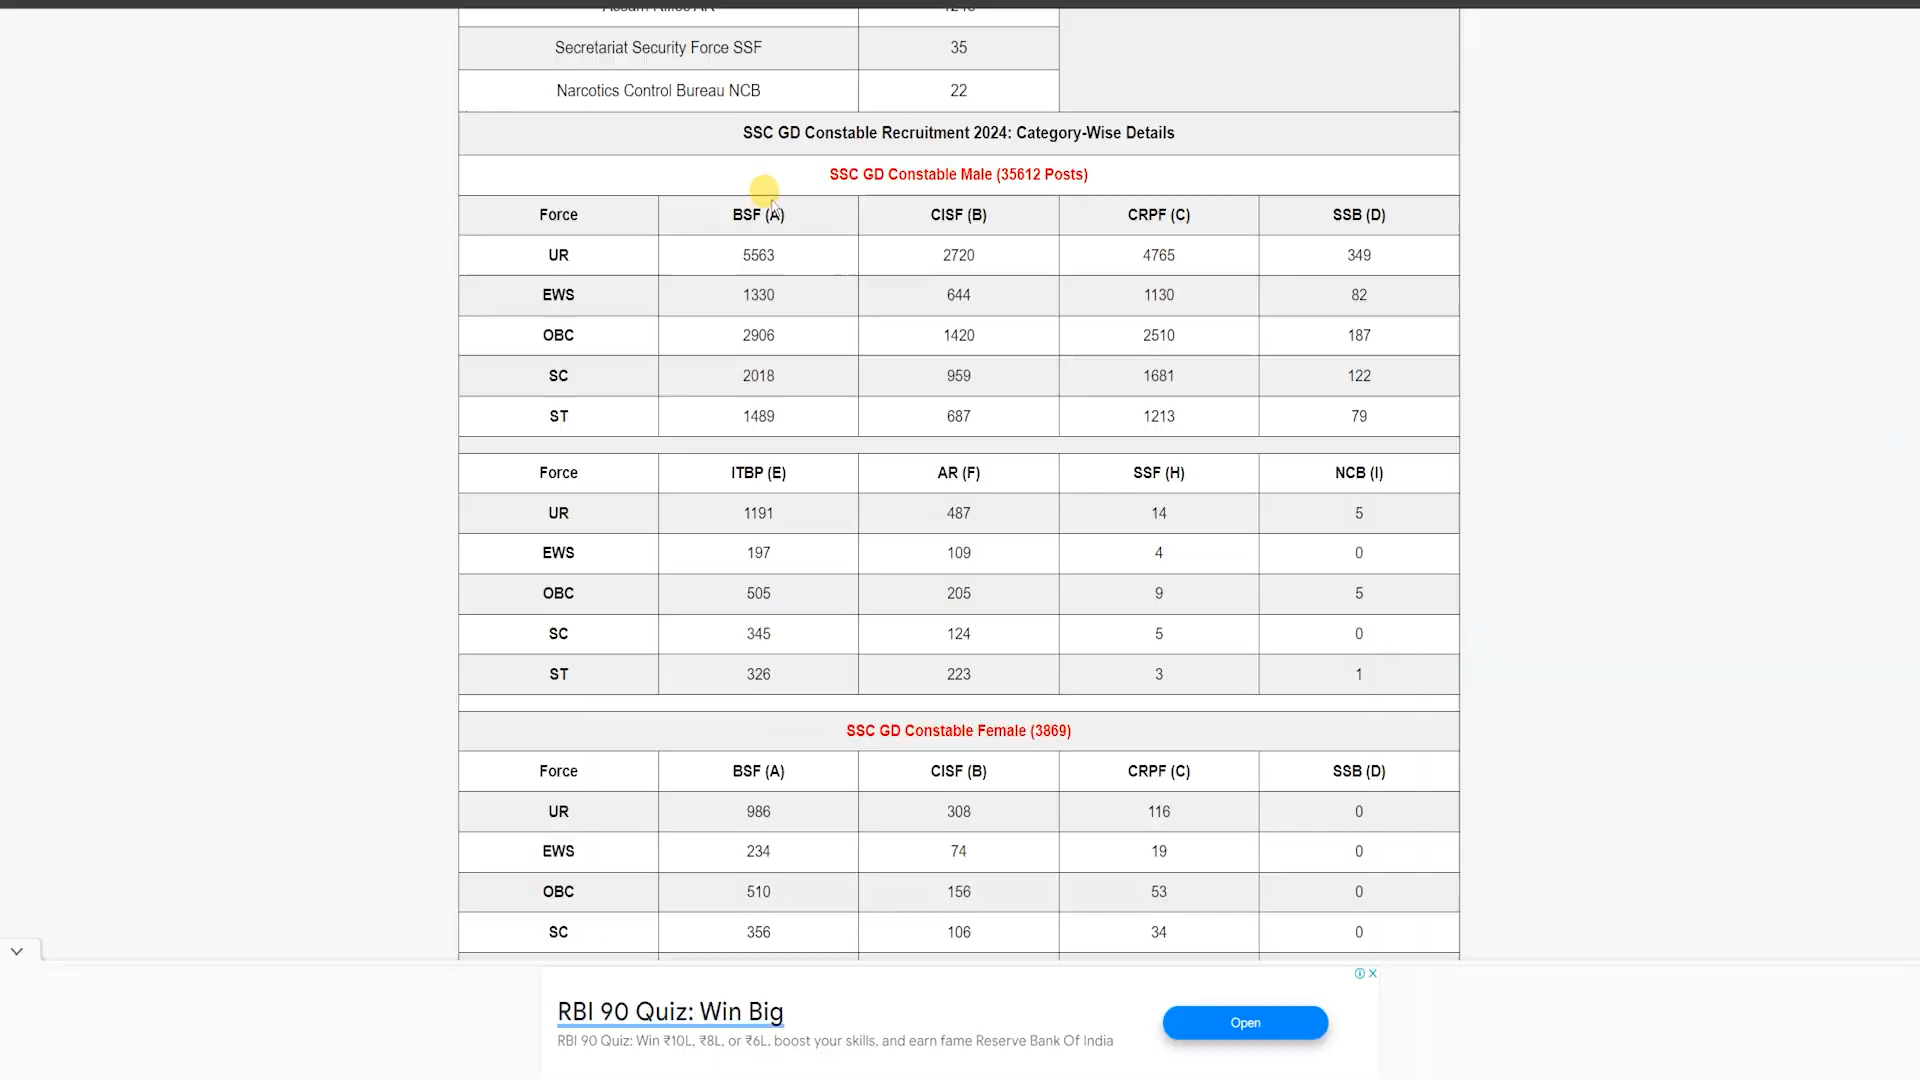 Secretariat Security Force SSF 35
Narcotics Control Bureau NCB 22
SSC GD Constable Recruitment 2024: Category-Wise Details
SSC GD Constable Male (35612 Posts)
Force BSF (A) CISF (B) CRPF (C) SSB (D)
UR 5563 2720 4765 349
EWS 1330 644 1130 82
OBC 2906 1420 2510 187
SC 2018 959 1681 122
ST 1489 687 1213 79
Force ITBP (E) AR (F) SSF (H) NCB (I)
UR 1191 487 14 5
EWS 197 109 4 0
OBC 505 205 9 5
SC 345 124 5 0
ST 326 223 3 1
SSC GD Constable Female (3869)
Force BSF (A) CISF (B) CRPF (C) SSB (D)
UR 986 308 116 0
EWS 234 74 19 0
OBC 510 156 53 0
SC 356 106 34 0
RBI 90 Quiz: Win Big
RBI 90 Quiz: Win ₹10L, ₹8L, or ₹6L, boost your skills, and earn fame Reserve Bank Of India
Open